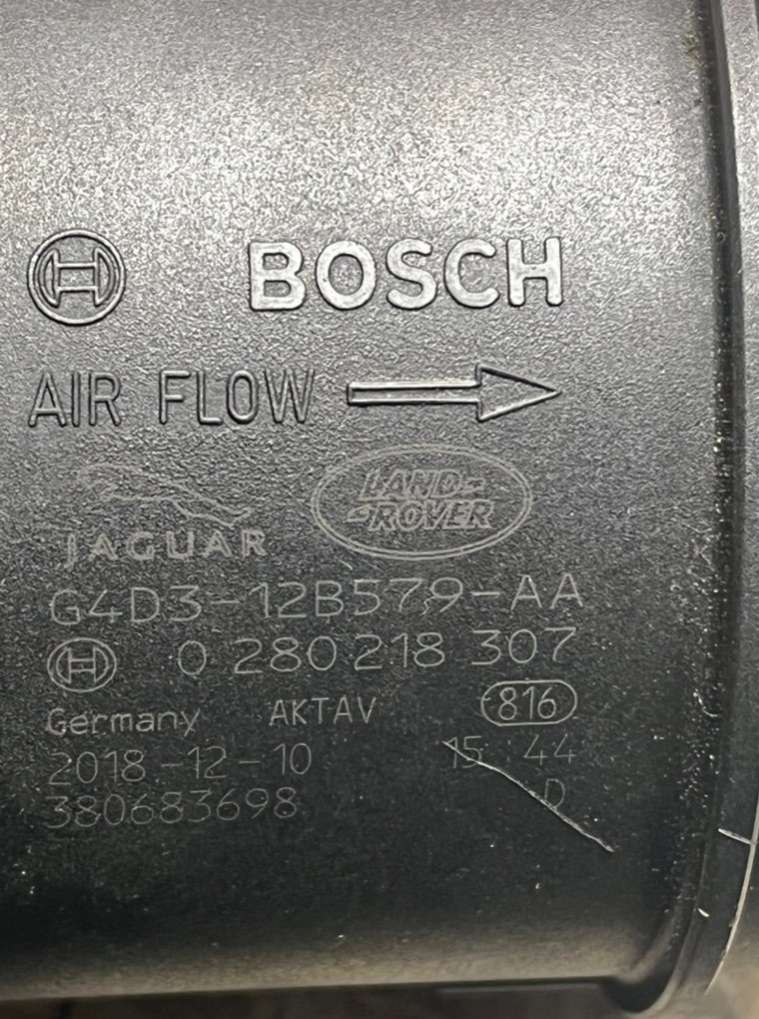 BOSCH
AIR FLOW
JAGUAR
LAND-
-ROVER
G4D3-12B579-AA
0 280 218 307
Germany AKTAV 816
2018-12-10 15 44
380683698 D